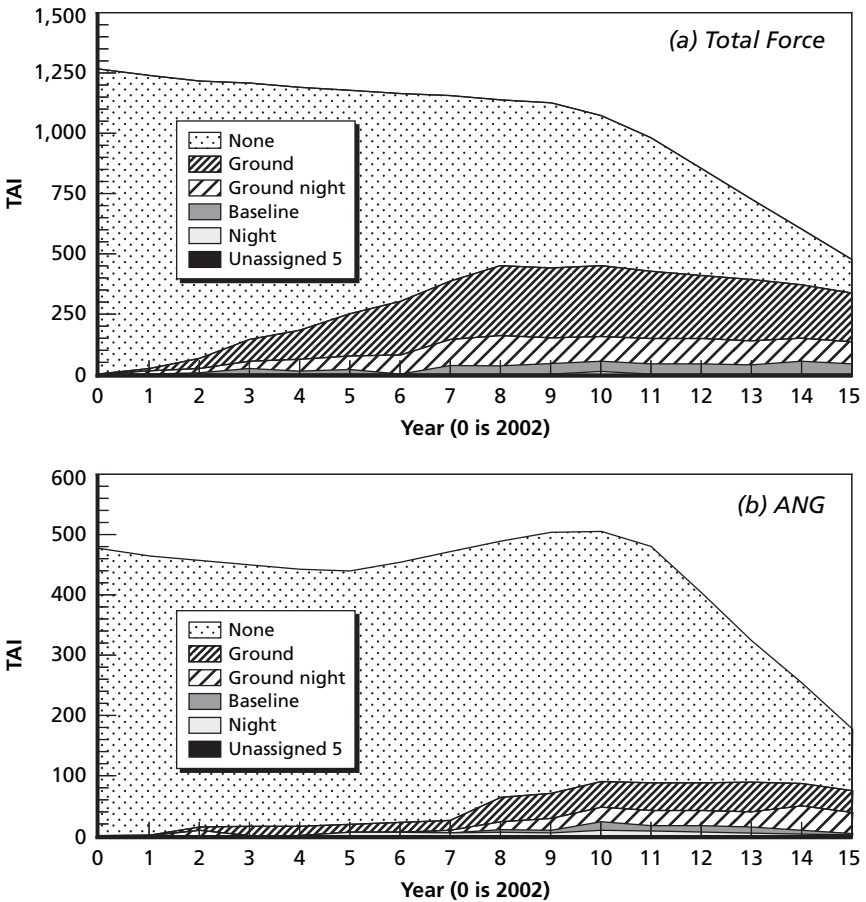 1,500
(a) Total Force
1,250
None
1,000
Ground
Ground night
TAI
750
Baseline
Night
500
Unassigned 5
250
0
0 1 2 3 4 5 6 7 8 9 10 11 12 13 14 15
Year (0 is 2002)
600
(b) ANG
500
400
None
TAI
300
Ground
Ground night
200
Baseline
Night
100
Unassigned 5
0
0 1 2 3 4 5 6 7 8 9 10 11 12 13 14 15
Year (0 is 2002)